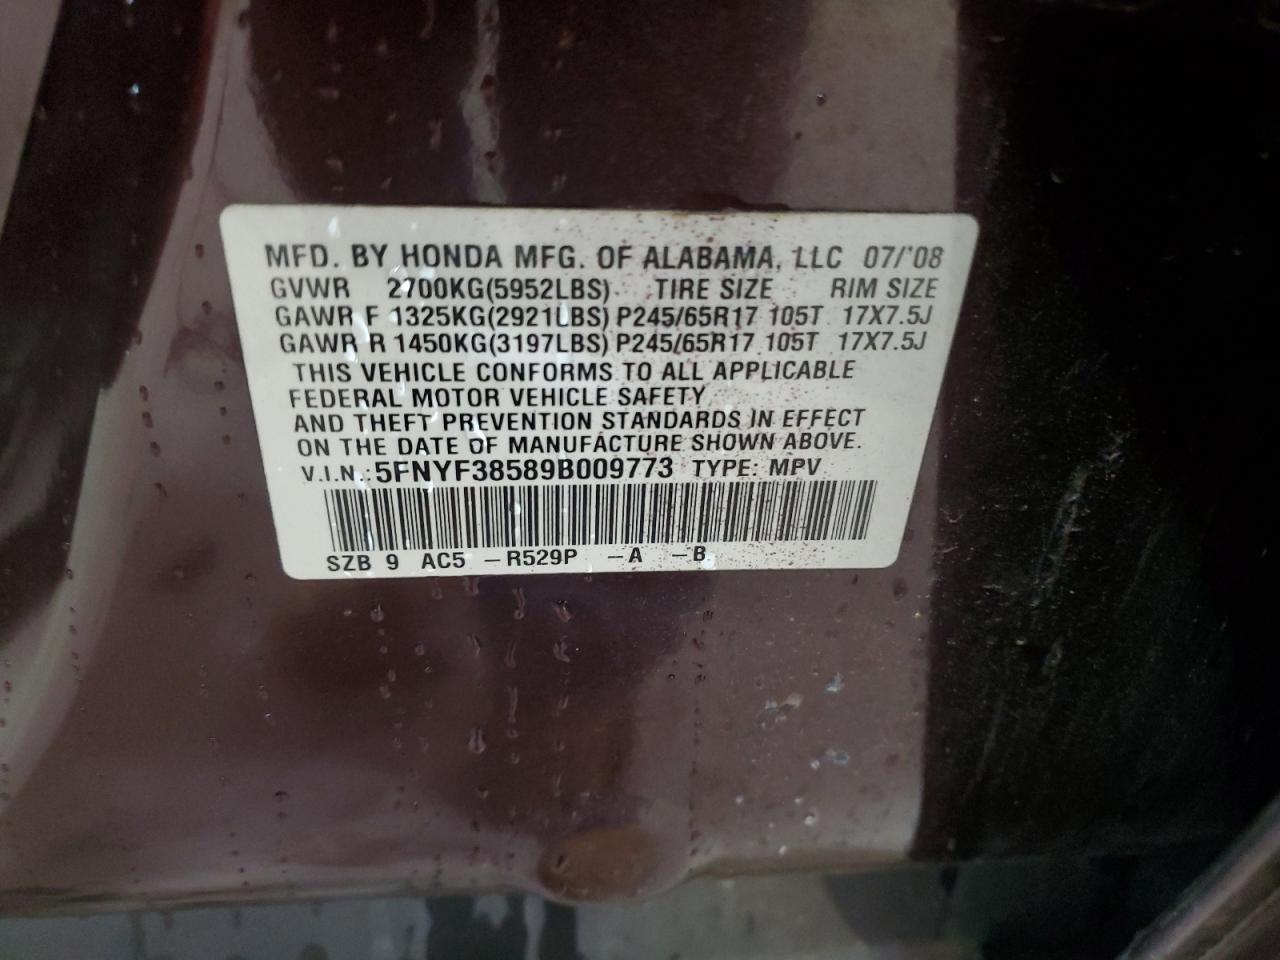 MFD. BY HONDA MFG. OF ALABAMA, LLC 07/'08
GVWR 2700KG(5952LBS) TIRE SIZE RIM SIZE
GAWR F 1325KG(2921LBS) P245/65R17 105T 17X7.5J
GAWR R 1450KG(3197LBS) P245/65R17 105T 17X7.5J
THIS VEHICLE CONFORMS TO ALL APPLICABLE
FEDERAL MOTOR VEHICLE SAFETY
AND THEFT PREVENTION STANDARDS IN EFFECT
ON THE DATE OF MANUFACTURE SHOWN ABOVE.
V.I.N.: 5FNYF38589B009773 TYPE: MPV
SZB 9 AC5 –R529P –A –B